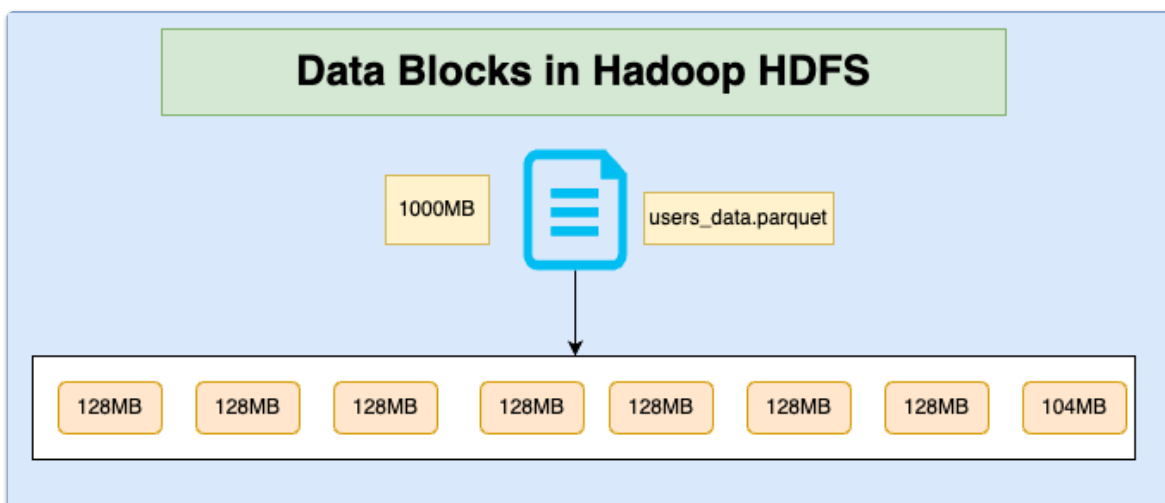 Data Blocks in Hadoop HDFS
1000MB
users_data.parquet
128MB
128MB
128MB
128MB
128MB
128MB
128MB
104MB